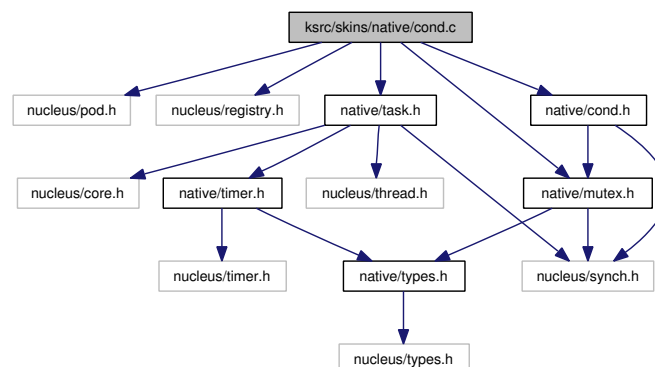 ksrc/skins/native/cond.c
nucleus/pod.h
nucleus/registry.h
native/task.h
native/cond.h
nucleus/core.h
native/timer.h
nucleus/thread.h
native/mutex.h
nucleus/timer.h
native/types.h
nucleus/synch.h
nucleus/types.h